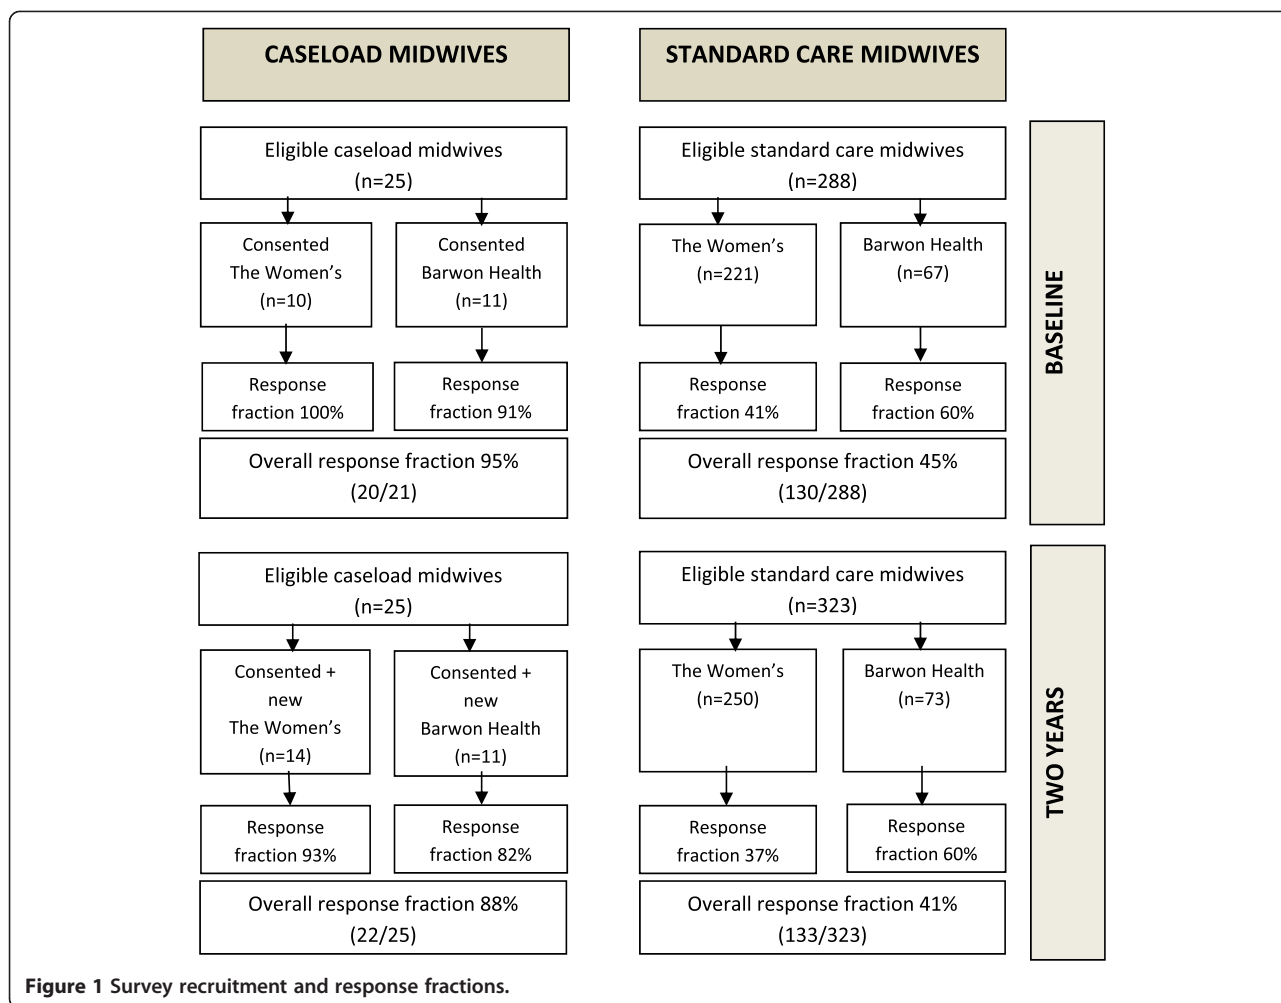 CASELOAD MIDWIVES
STANDARD CARE MIDWIVES
Eligible caseload midwives
(n=25)
Eligible standard care midwives
(n=288)
Consented
The Women's
(n=10)
Consented
Barwon Health
(n=11)
The Women's
(n=221)
Barwon Health
(n=67)
Response
fraction 100%
Response
fraction 91%
Response
fraction 41%
Response
fraction 60%
Overall response fraction 95%
(20/21)
Overall response fraction 45%
(130/288)
BASELINE
Eligible caseload midwives
(n=25)
Eligible standard care midwives
(n=323)
Consented +
new
The Women's
(n=14)
Consented +
new
Barwon Health
(n=11)
The Women's
(n=250)
Barwon Health
(n=73)
Response
fraction 93%
Response
fraction 82%
Response
fraction 37%
Response
fraction 60%
Overall response fraction 88%
(22/25)
Overall response fraction 41%
(133/323)
TWO YEARS
Figure 1 Survey recruitment and response fractions.